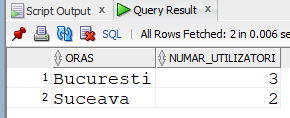 Script Output × Query Result ×
SQL | All Rows Fetched: 2 in 0.006 se
ORAS NUMAR_UTILIZATORI
1 Bucuresti 3
2 Suceava 2